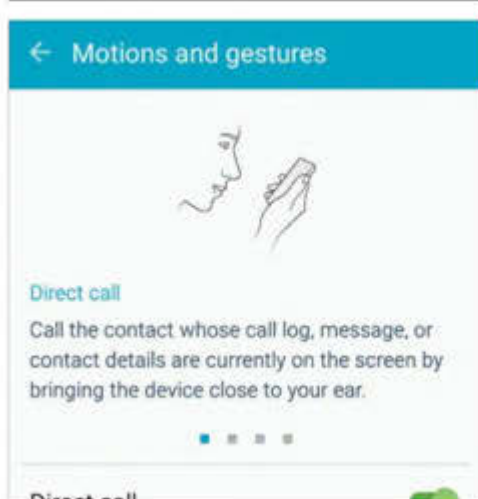 Motions and gestures
Direct call
Call the contact whose call log, message, or
contact details are currently on the screen by
bringing the device close to your ear.
Direct call